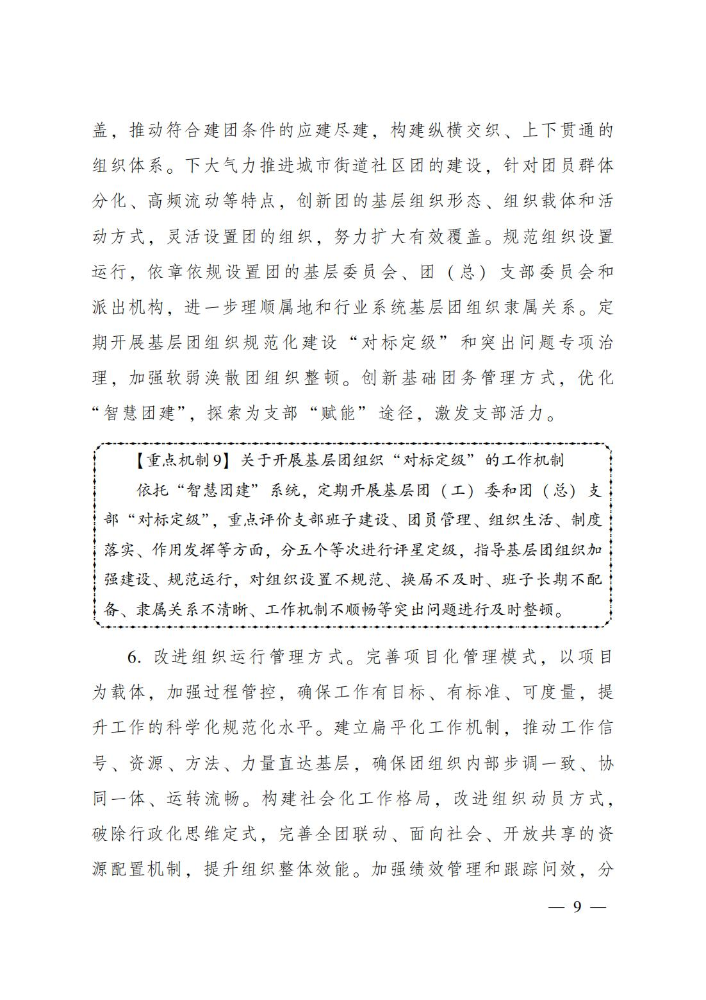 盖，推动符合建团条件的应建尽建，构建纵横交织、上下贯通的
组织体系。下大气力推进城市街道社区团的建设，针对团员群体
分化、高频流动等特点，创新团的基层组织形态、组织载体和活
动方式，灵活设置团的组织，努力扩大有效覆盖。规范组织设置
运行，依章依规设置团的基层委员会、团（总）支部委员会和
派出机构，进一步理顺属地和行业系统基层团组织隶属关系。定
期开展基层团组织规范化建设“对标定级”和突出问题专项治
理，加强软弱涣散团组织整顿。创新基础团务管理方式，优化
“智慧团建”，探索为支部“赋能”途径，激发支部活力。
【重点机制9】关于开展基层团组织“对标定级”的工作机制
依托“智慧团建”系统，定期开展基层团（工）委和团（总）支
部“对标定级”，重点评价支部班子建设、团员管理、组织生活、制度
落实、作用发挥等方面，分五个等次进行评星定级，指导基层团组织加
强建设、规范运行，对组织设置不规范、换届不及时、班子长期不配
备、隶属关系不清晰、工作机制不顺畅等突出问题进行及时整顿。
6. 改进组织运行管理方式。完善项目化管理模式，以项目
为载体，加强过程管控，确保工作有目标、有标准、可度量，提
升工作的科学化规范化水平。建立扁平化工作机制，推动工作信
号、资源、方法、力量直达基层，确保团组织内部步调一致、协
同一体、运转流畅。构建社会化工作格局，改进组织动员方式，
破除行政化思维定式，完善全团联动、面向社会、开放共享的资
源配置机制，提升组织整体效能。加强绩效管理和跟踪问效，分
— 9 —